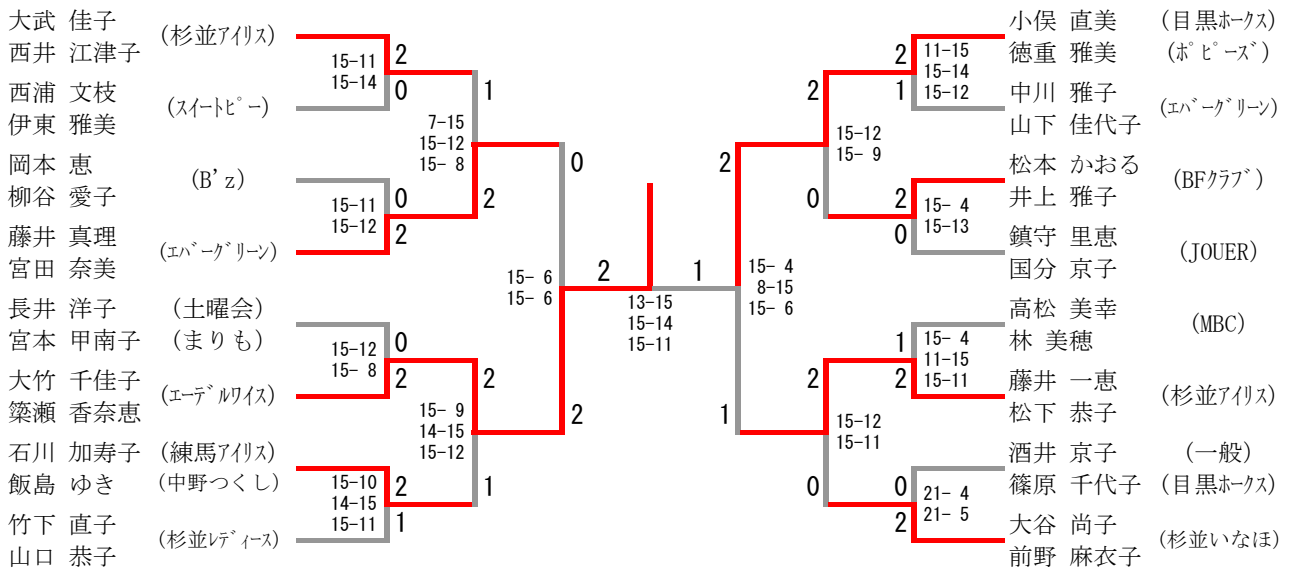 大武 佳子
西井 江津子
(杉並アイリス)
西浦 文枝
伊東 雅美
(スイートピー)
岡本 恵
柳谷 愛子
(B'z)
藤井 真理
宮田 奈美
(エバーグリーン)
長井 洋子 (土曜会)
宮本 甲南子 (まりも)
大竹 千佳子
簗瀬 香奈恵
(エーデルワイス)
石川 加寿子 (練馬アイリス)
飯島 ゆき (中野つくし)
竹下 直子
山口 恭子
(杉並レディース)
15-11
15-14
2
0
15-11
15-12
0
2
15-12
15- 8
0
2
15-10
14-15
15-11
2
1
1
7-15
15-12
15- 8
2
2
15- 9
14-15
15-12
1
0
15- 6
15- 6
2
2
13-15
15-14
15-11
1
2
15- 4
8-15
15- 6
1
2
15-12
15- 9
0
2
15-12
15-11
0
2
11-15
15-14
15-12
1
2
15- 4
15-13
0
1
15- 4
11-15
15-11
2
0
21- 4
21- 5
2
小俣 直美 (目黒ホークス)
徳重 雅美 (ポピーズ)
中川 雅子
山下 佳代子
(エバーグリーン)
松本 かおる
井上 雅子
(BFクラブ)
鎮守 里恵
国分 京子
(JOUER)
高松 美幸
林 美穂
(MBC)
藤井 一恵
松下 恭子
(杉並アイリス)
酒井 京子 (一般)
篠原 千代子 (目黒ホークス)
大谷 尚子
前野 麻衣子
(杉並いなほ)